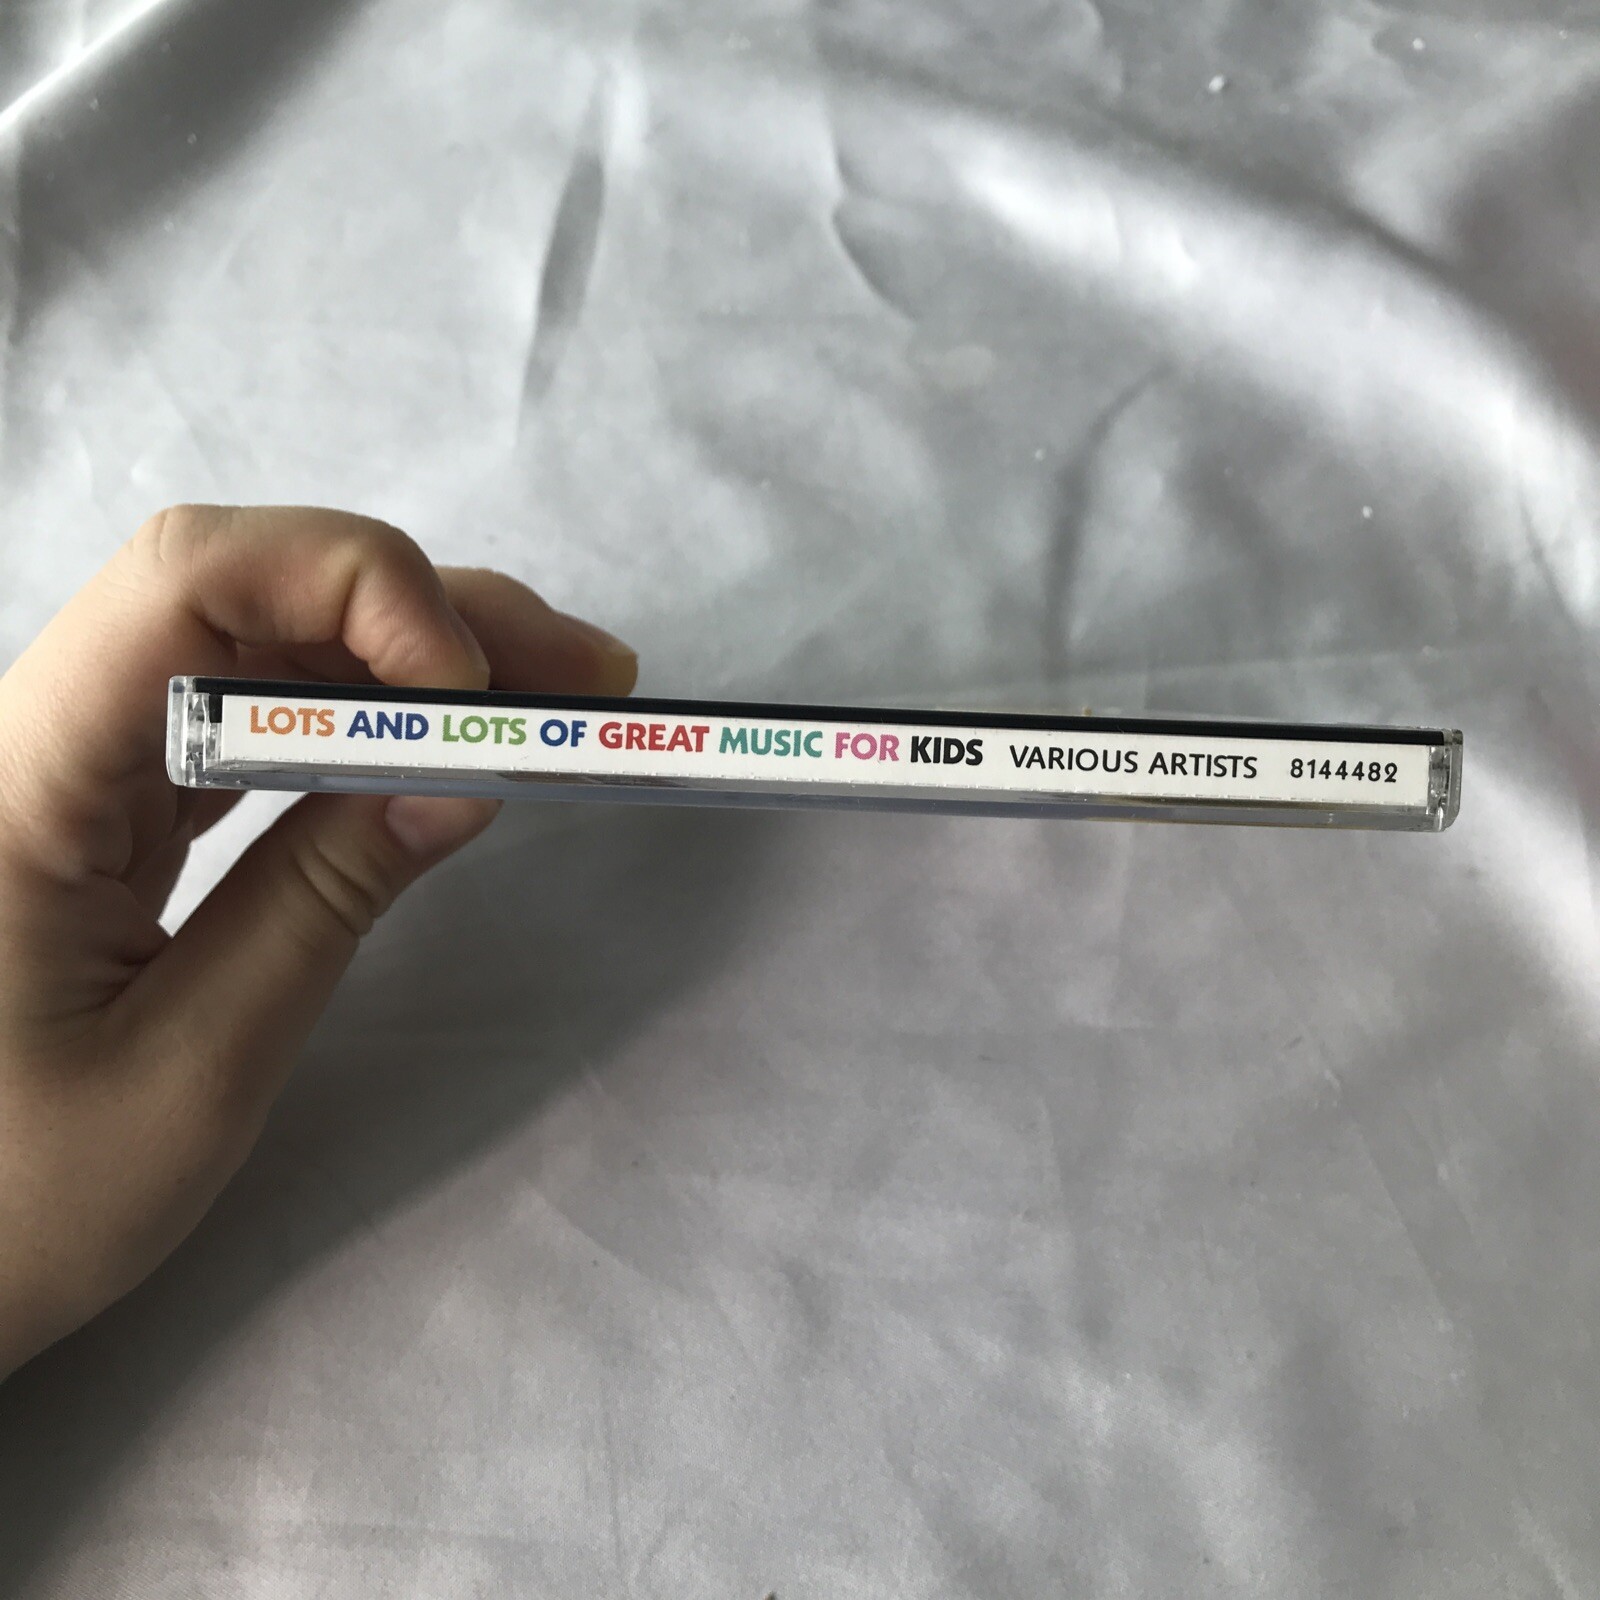 LOTS AND LOTS OF GREAT MUSIC FOR KIDS VARIOUS ARTISTS 8144482